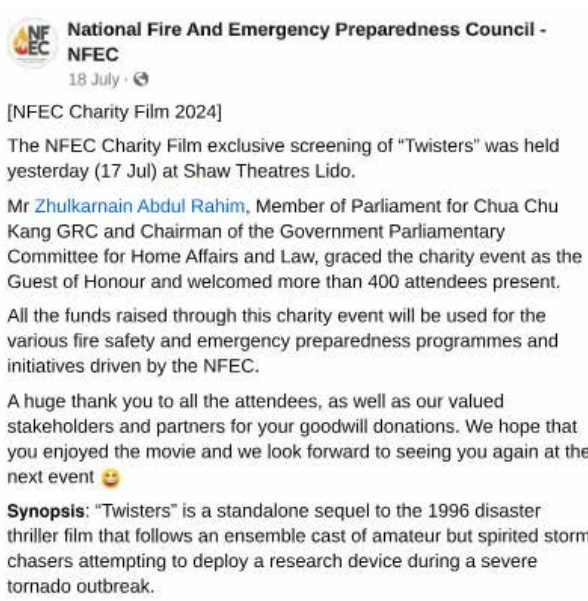 NF
EC
National Fire And Emergency Preparedness Council -
NFEC
18 July ·
[NFEC Charity Film 2024]
The NFEC Charity Film exclusive screening of “Twisters” was held
yesterday (17 Jul) at Shaw Theatres Lido.
Mr Zhulkarnain Abdul Rahim, Member of Parliament for Chua Chu
Kang GRC and Chairman of the Government Parliamentary
Committee for Home Affairs and Law, graced the charity event as the
Guest of Honour and welcomed more than 400 attendees present.
All the funds raised through this charity event will be used for the
various fire safety and emergency preparedness programmes and
initiatives driven by the NFEC.
A huge thank you to all the attendees, as well as our valued
stakeholders and partners for your goodwill donations. We hope that
you enjoyed the movie and we look forward to seeing you again at the
next event 😄
Synopsis: “Twisters” is a standalone sequel to the 1996 disaster
thriller film that follows an ensemble cast of amateur but spirited storm
chasers attempting to deploy a research device during a severe
tornado outbreak.